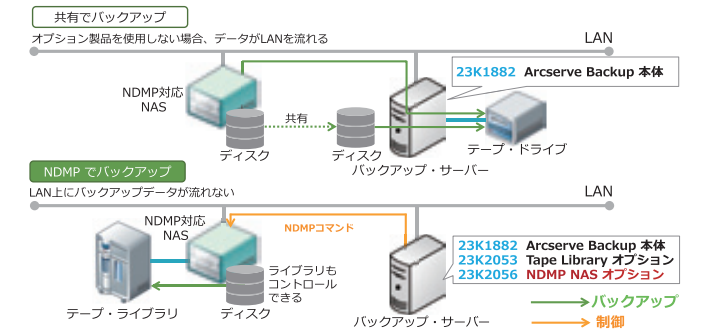 共有でバックアップ
オプション製品を使用しない場合、データがLANを流れる
LAN
NDMP対応
NAS
23K1882 Arcserve Backup 本体
共有
ディスク
ディスク
テープ・ドライブ
バックアップ・サーバー
NDMP でバックアップ
LAN上にバックアップデータが流れない
LAN
NDMP対応
NAS
NDMPコマンド
23K1882 Arcserve Backup 本体
23K2053 Tape Library オプション
23K2056 NDMP NAS オプション
ライブラリも
コントロール
できる
テープ・ライブラリ
ディスク
バックアップ・サーバー
バックアップ
制御